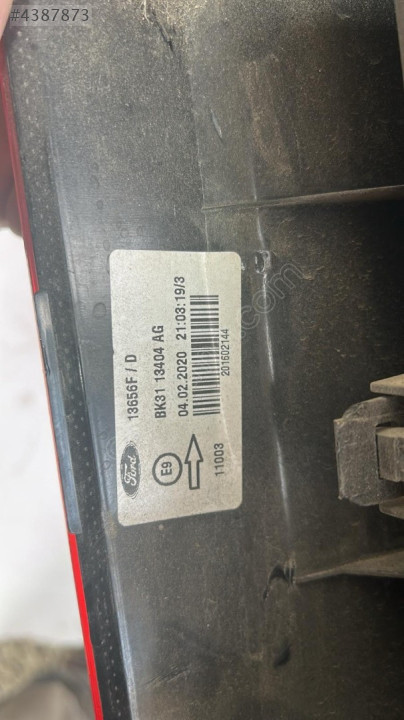 #4387873
Ford
13656F / D
BK31 13404 AG
04.02.2020 21:03:19/3
201602144
E9
11003